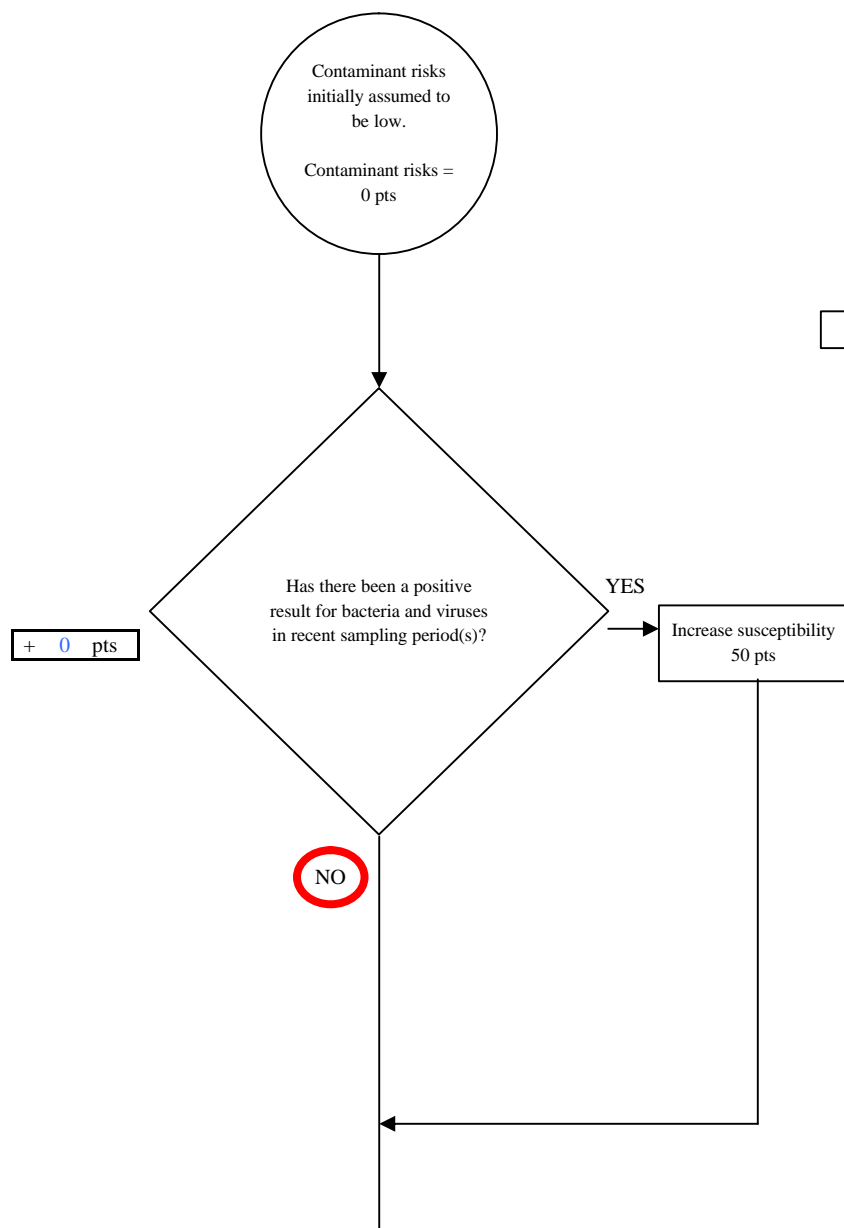 Contaminant risks
initially assumed to
be low.
Contaminant risks =
0 pts
Has there been a positive
result for bacteria and viruses
in recent sampling period(s)?
YES
+ 0 pts
Increase susceptibility
50 pts
NO